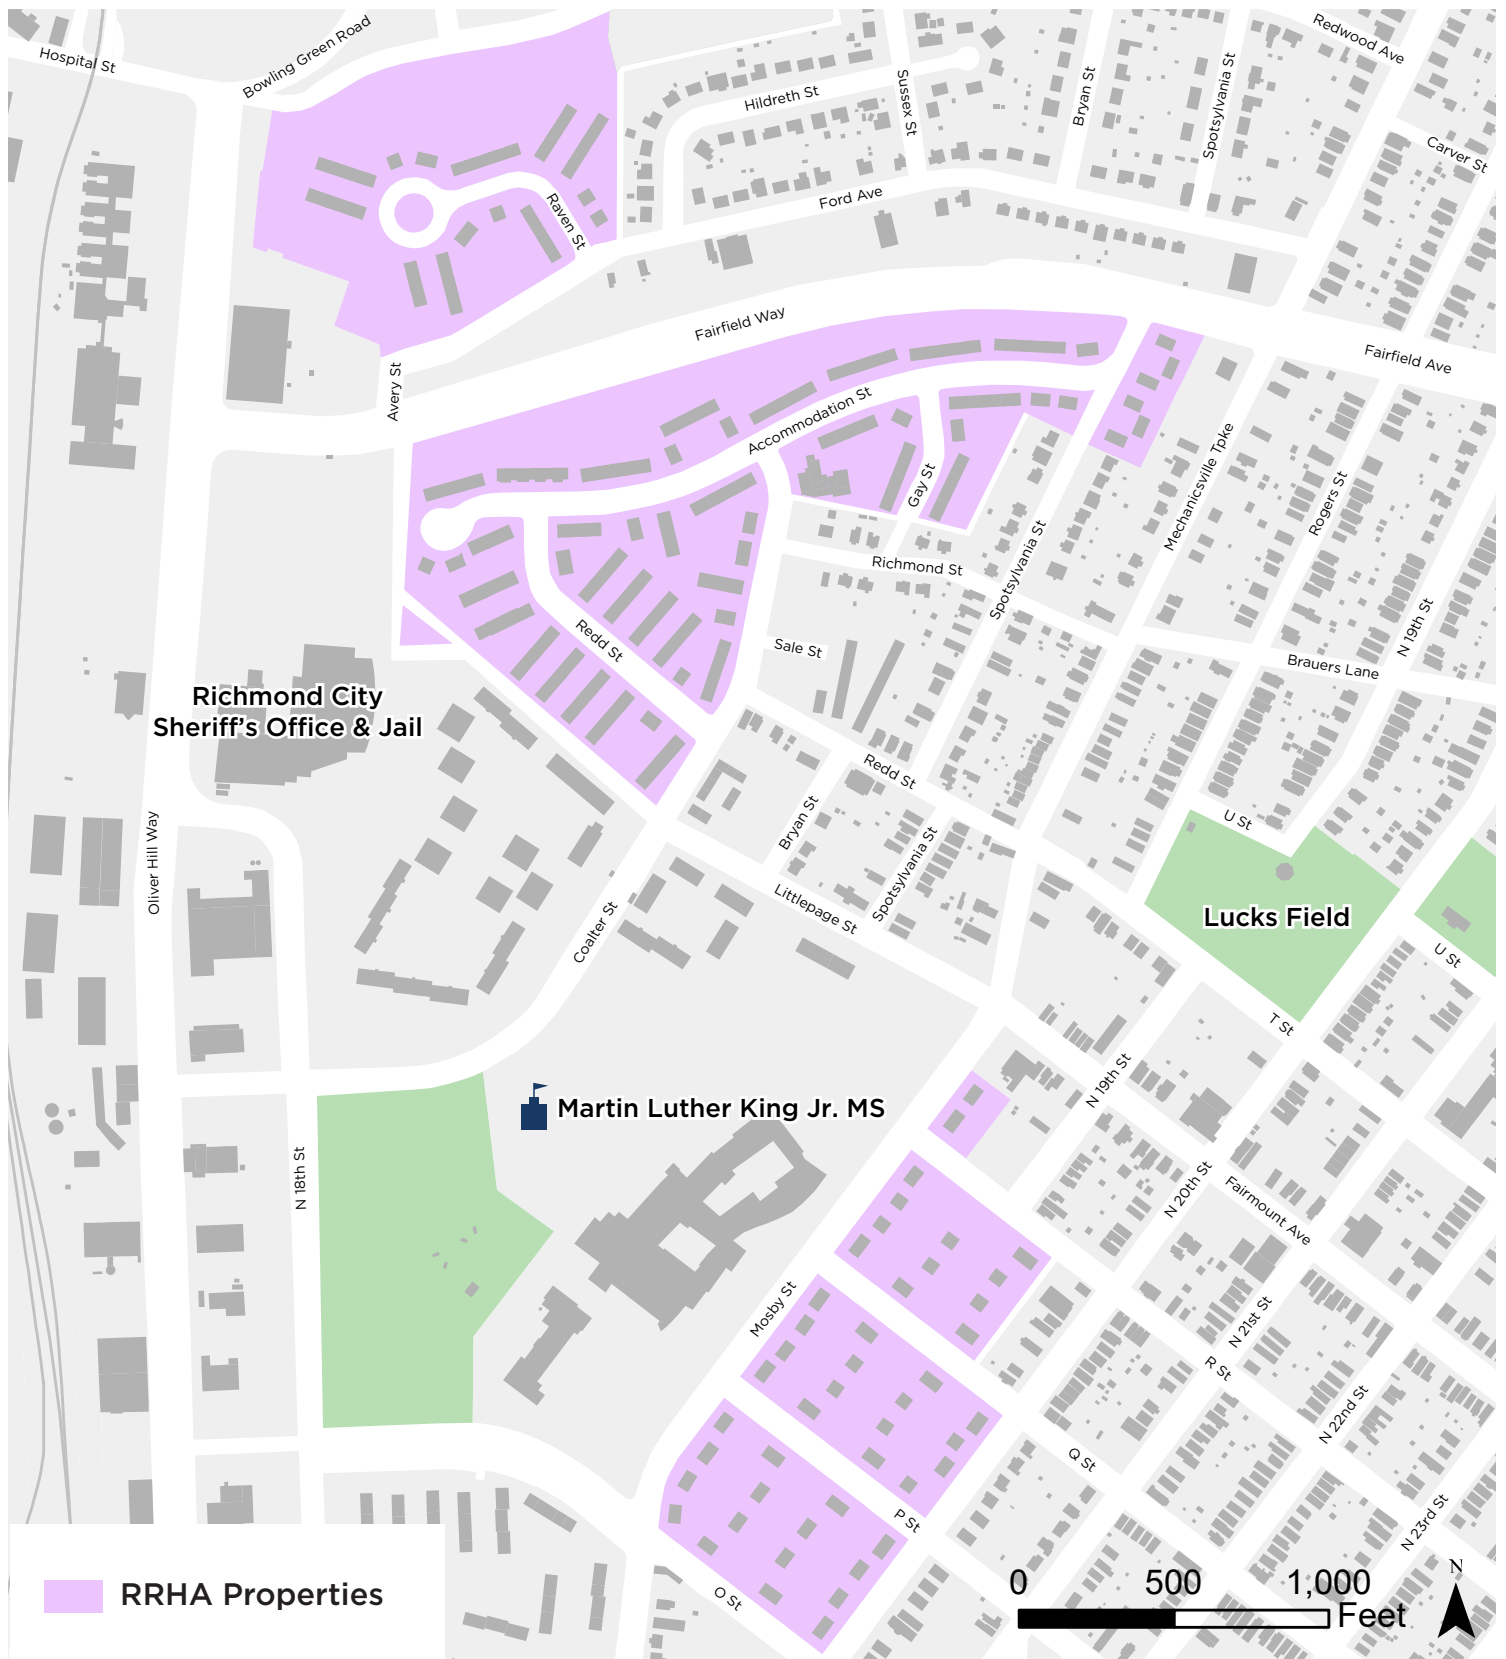 Redwood Ave
Bowling Green Road
Hospital St
Spotsylvania St
Bryan St
Sussex St
Hildreth St
Carver St
Ford Ave
Raven St
Fairfield Way
Fairfield Ave
Avery St
Accommodation St
Mechanicsville Tpke
Gay St
Rogers St
Richmond St
Spotsylvania St
N 19th St
Redd St
Sale St
Brauers Lane
Richmond City
Sheriff's Office & Jail
Redd St
Bryan St
U St
Oliver Hill Way
Spotsylvania St
Littlepage St
Lucks Field
Coalter St
U St
T St
N 19th St
Martin Luther King Jr. MS
N 18th St
N 20th St
Fairmount Ave
Mosby St
N 21st St
R St
N 22nd St
Q St
P St
N 23rd St
O St
RRHA Properties
0 500 1,000
Feet
N